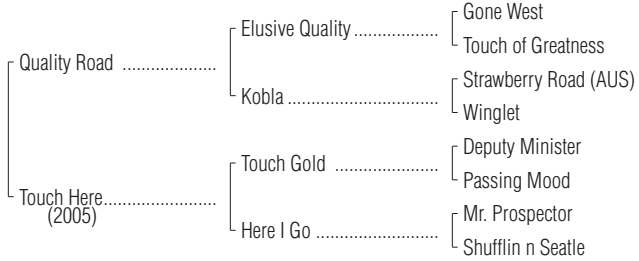 Gone West
Elusive Quality ..................
Touch of Greatness
Quality Road ....................
Strawberry Road (AUS)
Kobla ................................
Winglet
Deputy Minister
Touch Gold ......................
Passing Mood
Touch Here........................
(2005)
Mr. Prospector
Here I Go ..........................
Shufflin n Seatle